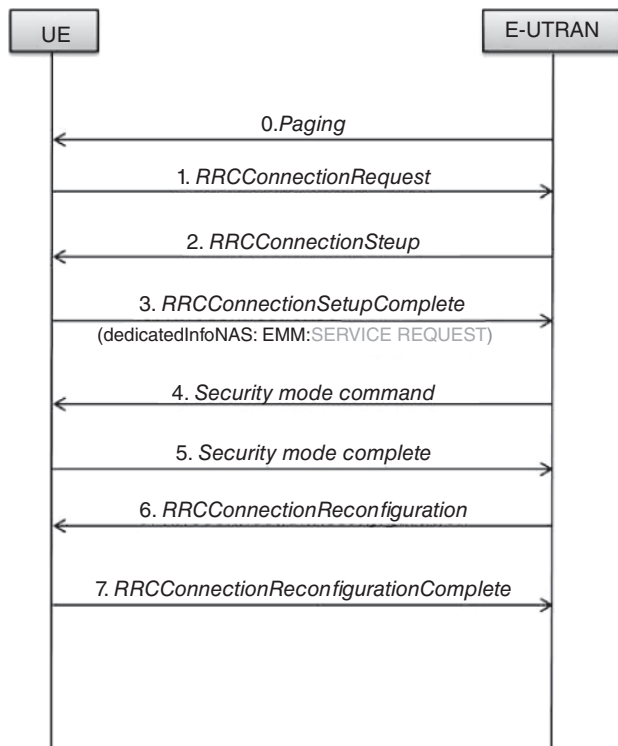 UE
E-UTRAN
0.Paging
1. RRCConnectionRequest
2. RRCConnectionSteup
3. RRCConnectionSetupComplete
(dedicatedInfoNAS: EMM:SERVICE REQUEST)
4. Security mode command
5. Security mode complete
6. RRCConnectionReconfiguration
7. RRCConnectionReconfigurationComplete